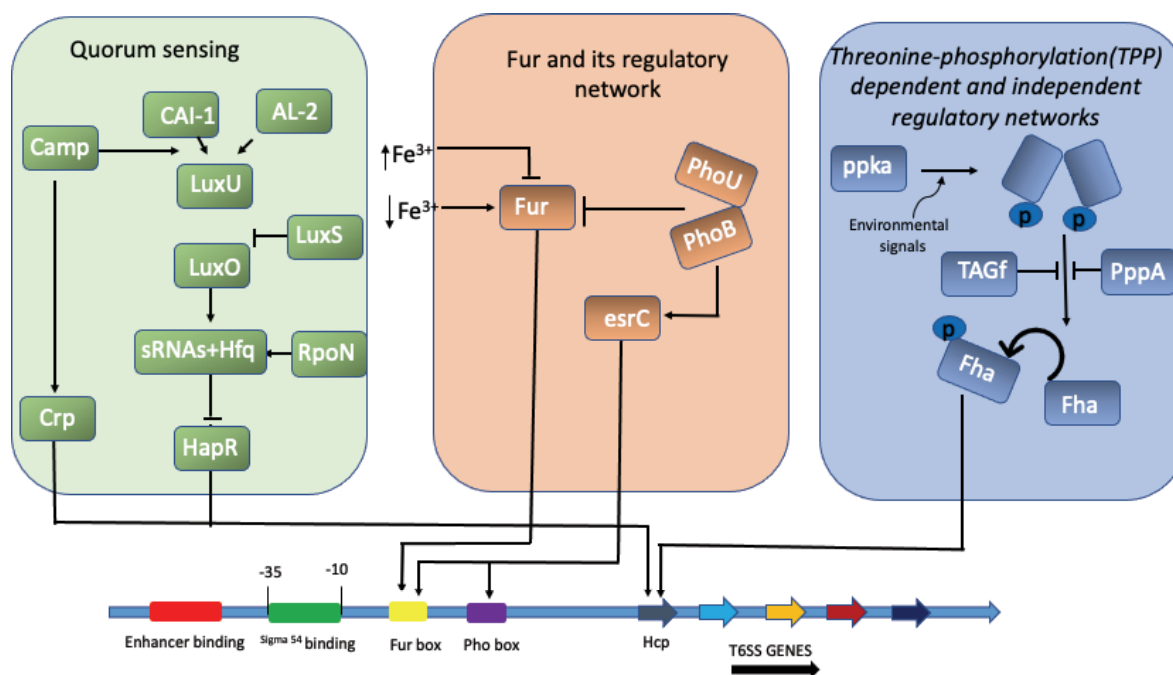 Quorum sensing
CAI-1
AL-2
Camp
LuxU
LuxS
LuxO
sRNAs+Hfq
RpoN
Crp
HapR
Fur and its regulatory
network
↑Fe³⁺
↓Fe³⁺
Fur
PhoU
PhoB
esrC
Threonine-phosphorylation(TPP)
dependent and independent
regulatory networks
ppka
Environmental
signals
p
p
TAGf
PppA
p
Fha
Fha
-35
-10
Enhancer binding
Sigma 54 binding
Fur box
Pho box
Hcp
T6SS GENES